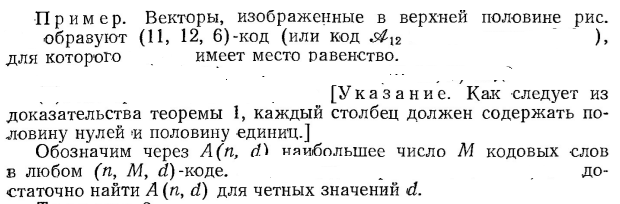 Пример. Векторы, изображенные в верхней половине рис.
образуют (11, 12, 6)-код (или код 𝒜12 ),
для которого имеет место равенство.
[Указание. Как следует из
доказательства теоремы 1, каждый столбец должен содержать по-
ловину нулей и половину единиц.]
Обозначим через A(n, d) наибольшее число M кодовых слов
в любом (n, M, d)-коде. до-
статочно найти A(n, d) для четных значений d.